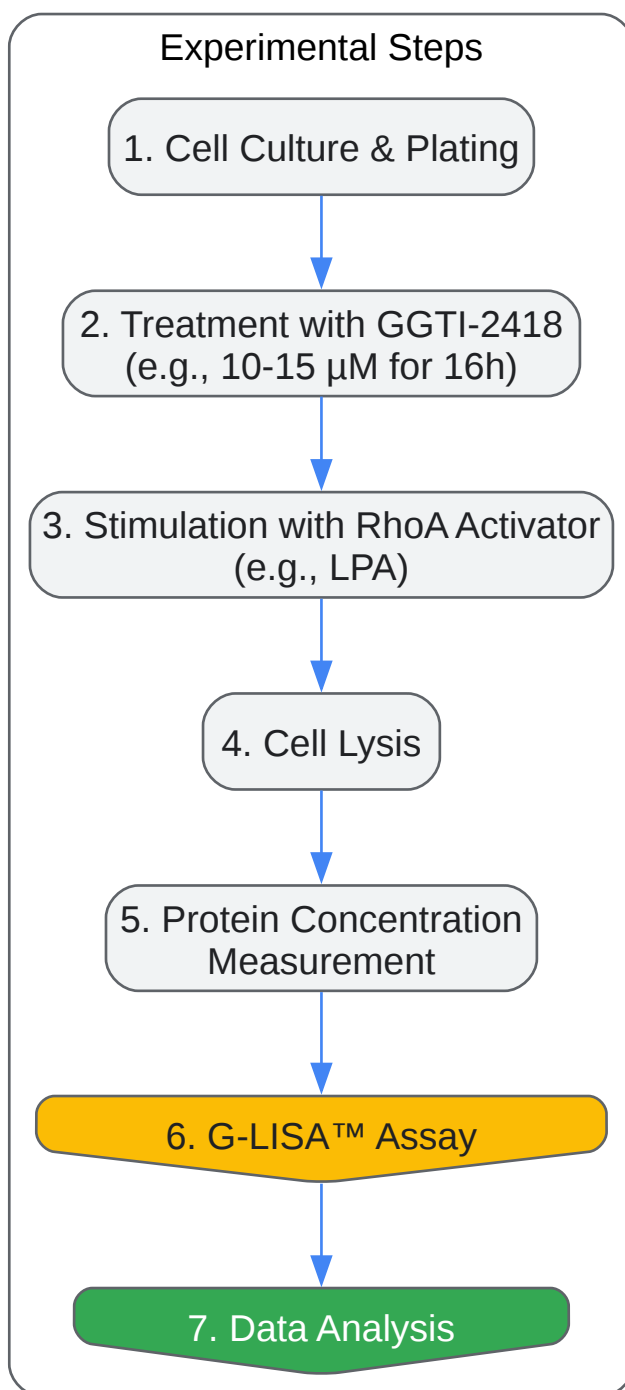 Experimental Steps
1. Cell Culture & Plating
2. Treatment with GGTI-2418
(e.g., 10-15 µM for 16h)
3. Stimulation with RhoA Activator
(e.g., LPA)
4. Cell Lysis
5. Protein Concentration
Measurement
6. G-LISA™ Assay
7. Data Analysis